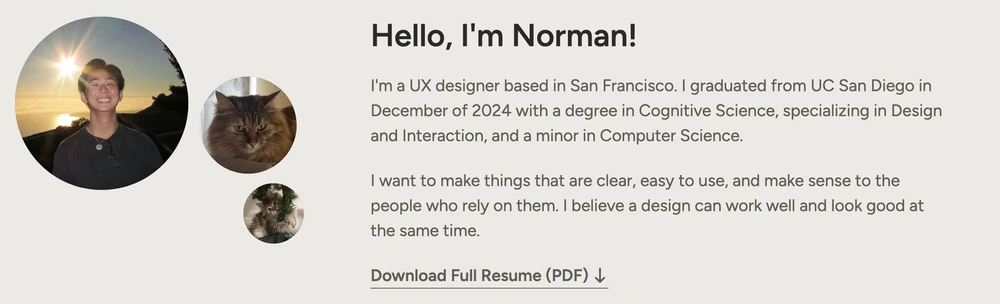 Hello, I'm Norman!
I'm a UX designer based in San Francisco. I graduated from UC San Diego in
December of 2024 with a degree in Cognitive Science, specializing in Design
and Interaction, and a minor in Computer Science.
I want to make things that are clear, easy to use, and make sense to the
people who rely on them. I believe a design can work well and look good at
the same time.
Download Full Resume (PDF) ↓